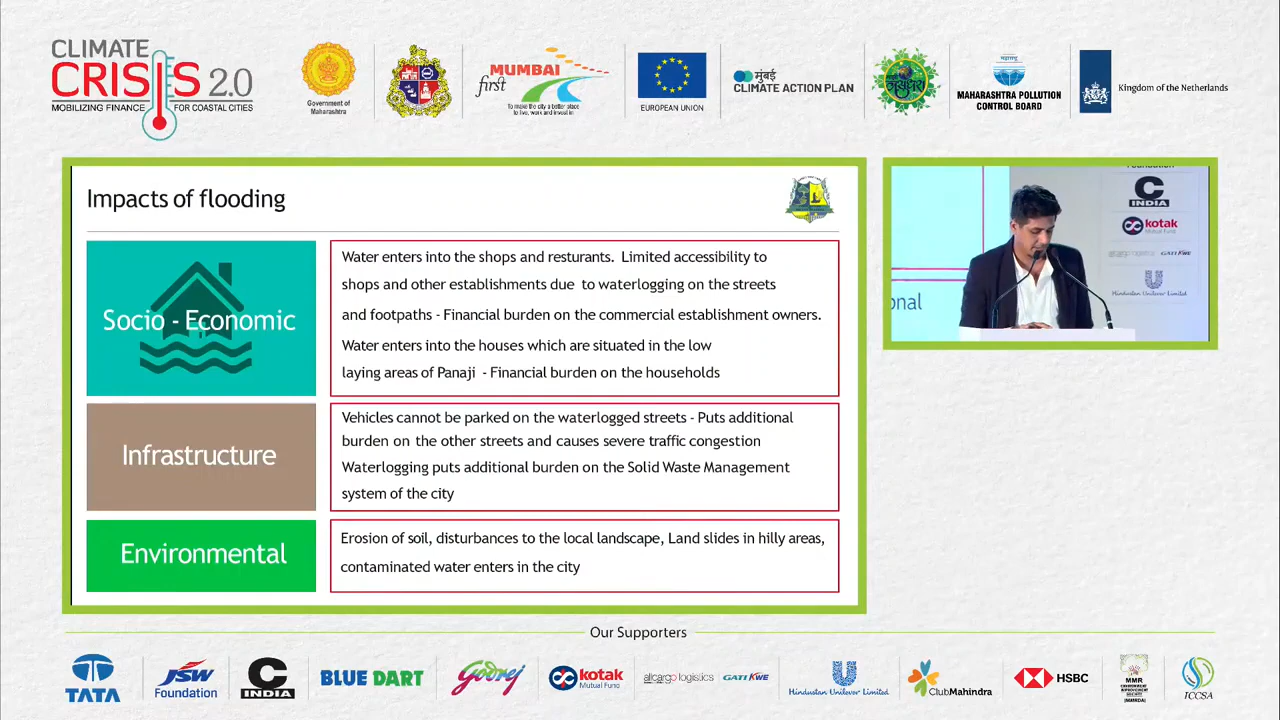 CLIMATE
CRISIS 2.0
MOBILIZING FINANCE FOR COASTAL CITIES
Government of
Maharashtra
MUMBAI
first
To make the city a better place
to live, work and invest in
EUROPEAN UNION
मुंबई
CLIMATE ACTION PLAN
महाराष्ट्र
MAHARASHTRA POLLUTION
CONTROL BOARD
Kingdom of the Netherlands
Impacts of flooding
Socio - Economic
Water enters into the shops and resturants. Limited accessibility to
shops and other establishments due to waterlogging on the streets
and footpaths - Financial burden on the commercial establishment owners.
Water enters into the houses which are situated in the low
laying areas of Panaji - Financial burden on the households
Infrastructure
Vehicles cannot be parked on the waterlogged streets - Puts additional
burden on the other streets and causes severe traffic congestion
Waterlogging puts additional burden on the Solid Waste Management
system of the city
Environmental
Erosion of soil, disturbances to the local landscape, Land slides in hilly areas,
contaminated water enters in the city
C
INDIA
kotak
Mutual Fund
GATI KWE
Hindustan Unilever Limited
onal
Our Supporters
TATA
JSW
Foundation
C
INDIA
BLUE DART
Godrej
kotak
Mutual Fund
allcargo logistics
GATI KWE
Hindustan Unilever Limited
ClubMahindra
HSBC
MMR
ICCSA